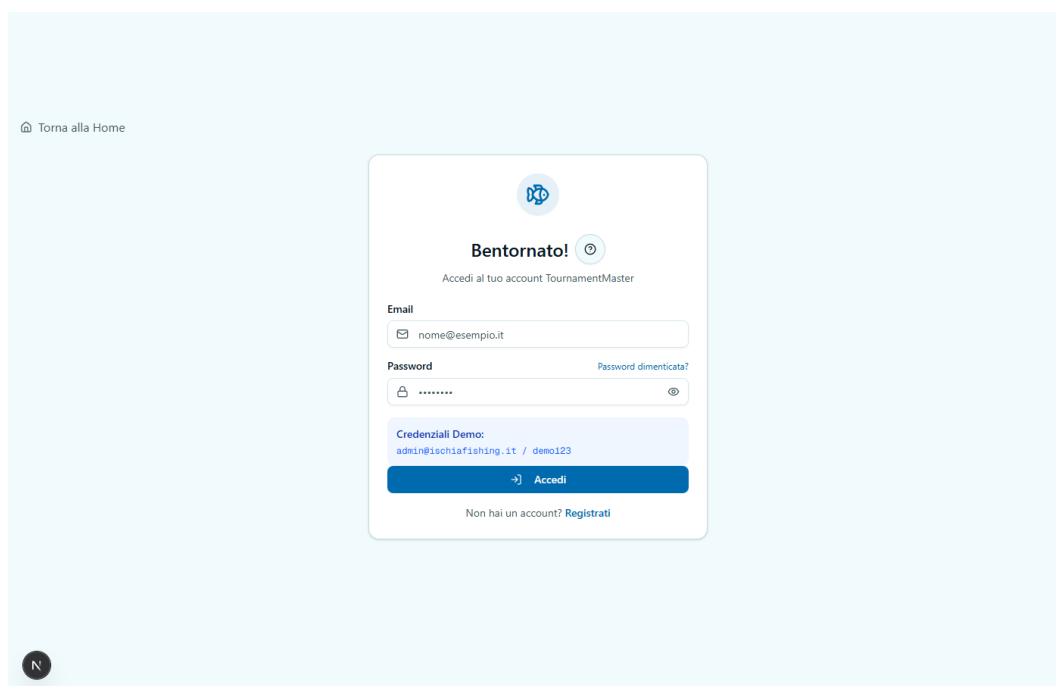 Torna alla Home
Bentornato!
Accedi al tuo account TournamentMaster
Email
nome@esempio.it
Password Password dimenticata?
••••••••
Credenziali Demo:
admin@ischiafishing.it / demo123
Accedi
Non hai un account? Registrati
N